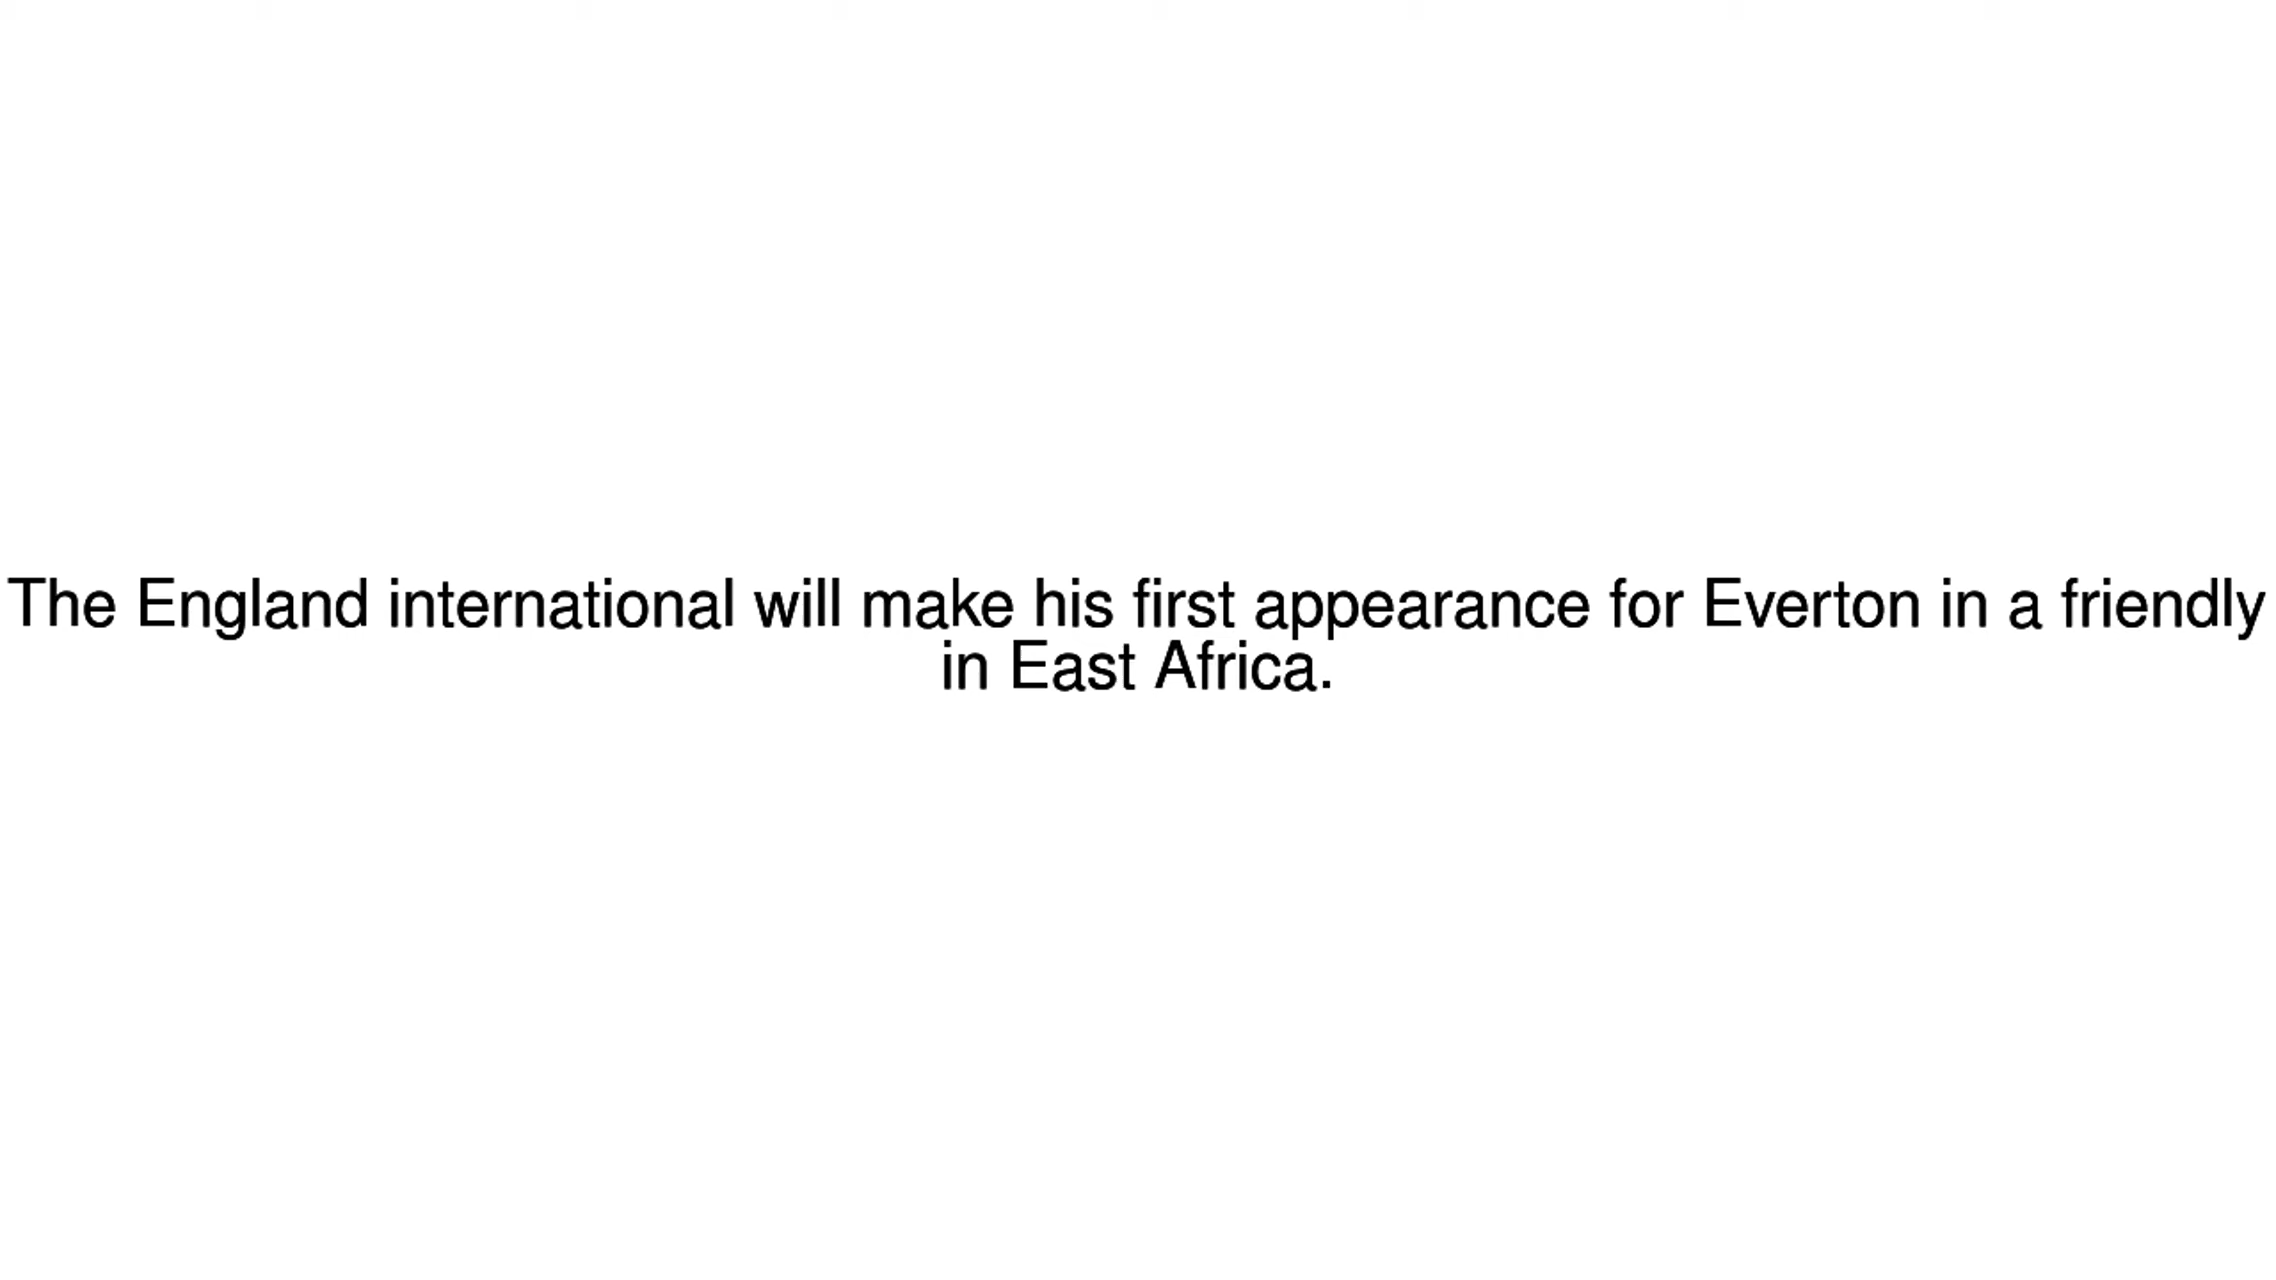 The England international will make his first appearance for Everton in a friendly
in East Africa.